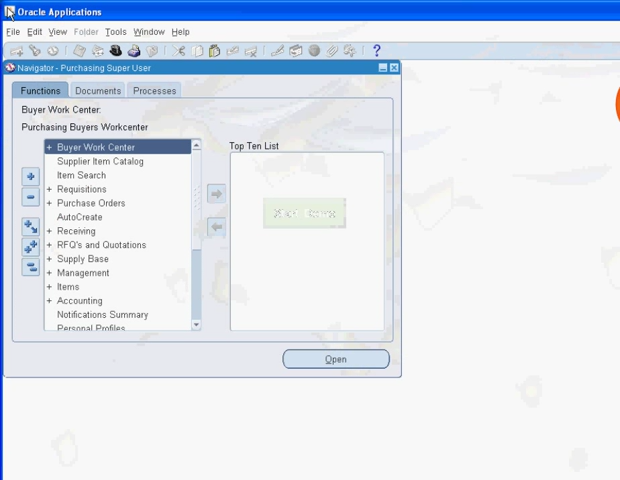 Oracle Applications
File Edit View Folder Tools Window Help
Navigator - Purchasing Super User
Functions Documents Processes
Buyer Work Center:
Purchasing Buyers Workcenter
Top Ten List
+ Buyer Work Center
Supplier Item Catalog
Item Search
+ Requisitions
+ Purchase Orders
AutoCreate
+ Receiving
+ RFQ's and Quotations
+ Supply Base
+ Management
+ Items
+ Accounting
Notifications Summary
Personal Profiles
Open